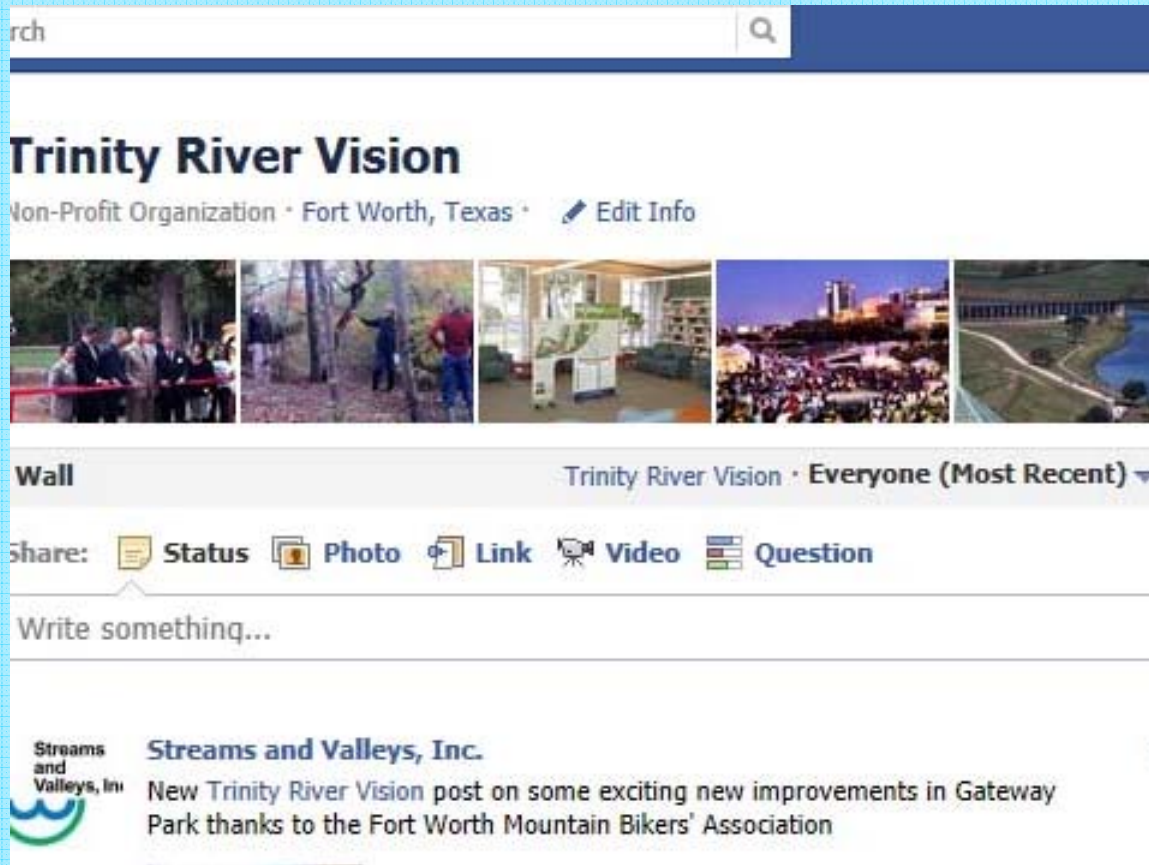 rch
Trinity River Vision
Non-Profit Organization · Fort Worth, Texas · Edit Info
Wall
Trinity River Vision · Everyone (Most Recent)
Share: Status Photo Link Video Question
Write something...
Streams
and
Valleys, Inc
Streams and Valleys, Inc.
New Trinity River Vision post on some exciting new improvements in Gateway
Park thanks to the Fort Worth Mountain Bikers' Association